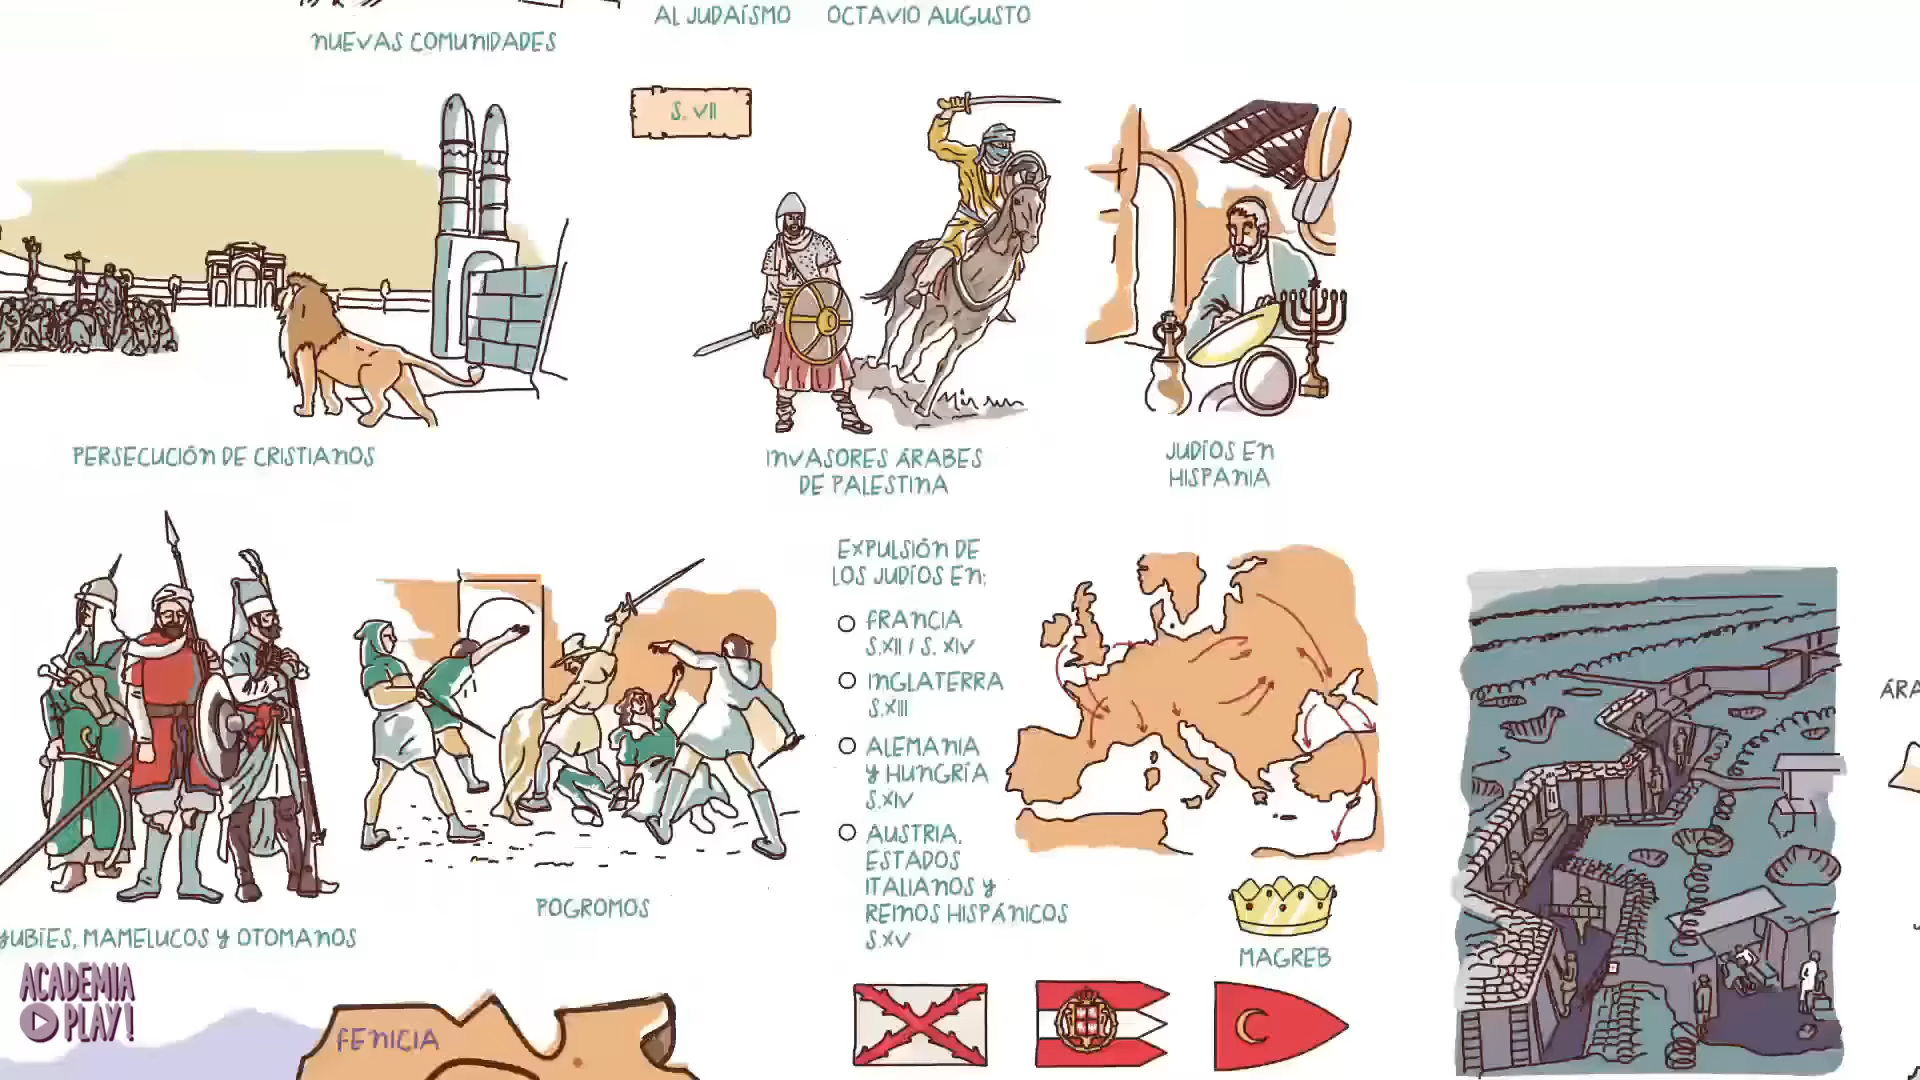 AL JUDAÍSMO
OCTAVIO AUGUSTO
NUEVAS COMUNIDADES
S. VII
PERSECUCIÓN DE CRISTIANOS
INVASORES ÁRABES
DE PALESTINA
JUDÍOS EN
HISPANIA
EXPULSIÓN DE
LOS JUDÍOS EN:
FRANCIA
S.XII / S. XIV
INGLATERRA
S.XIII
ALEMANIA
Y HUNGRÍA
S.XIV
AUSTRIA,
ESTADOS
ITALIANOS Y
REINOS HISPÁNICOS
S.XV
POGROMOS
YUBÍES, MAMELUCOS Y OTOMANOS
MAGREB
ÁRA
ACADEMIA
PLAY!
FENICIA